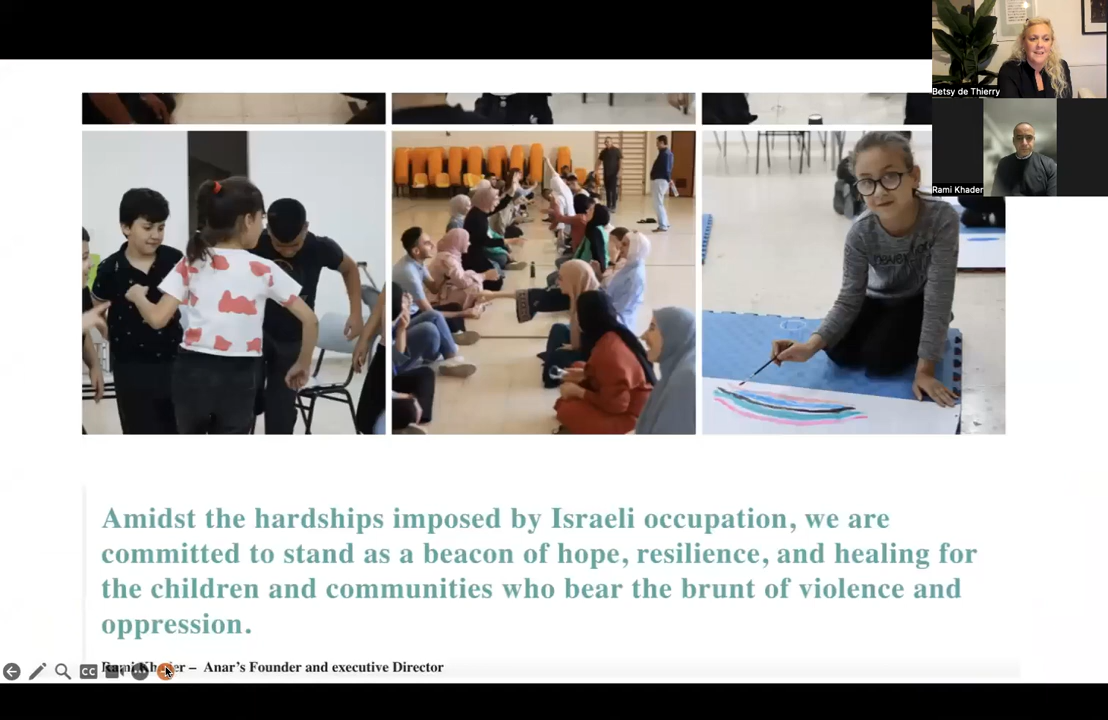 Betsy de Thierry
Rami Khader
never
Amidst the hardships imposed by Israeli occupation, we are
committed to stand as a beacon of hope, resilience, and healing for
the children and communities who bear the brunt of violence and
oppression.
Rami Khader – Anar's Founder and executive Director
CC